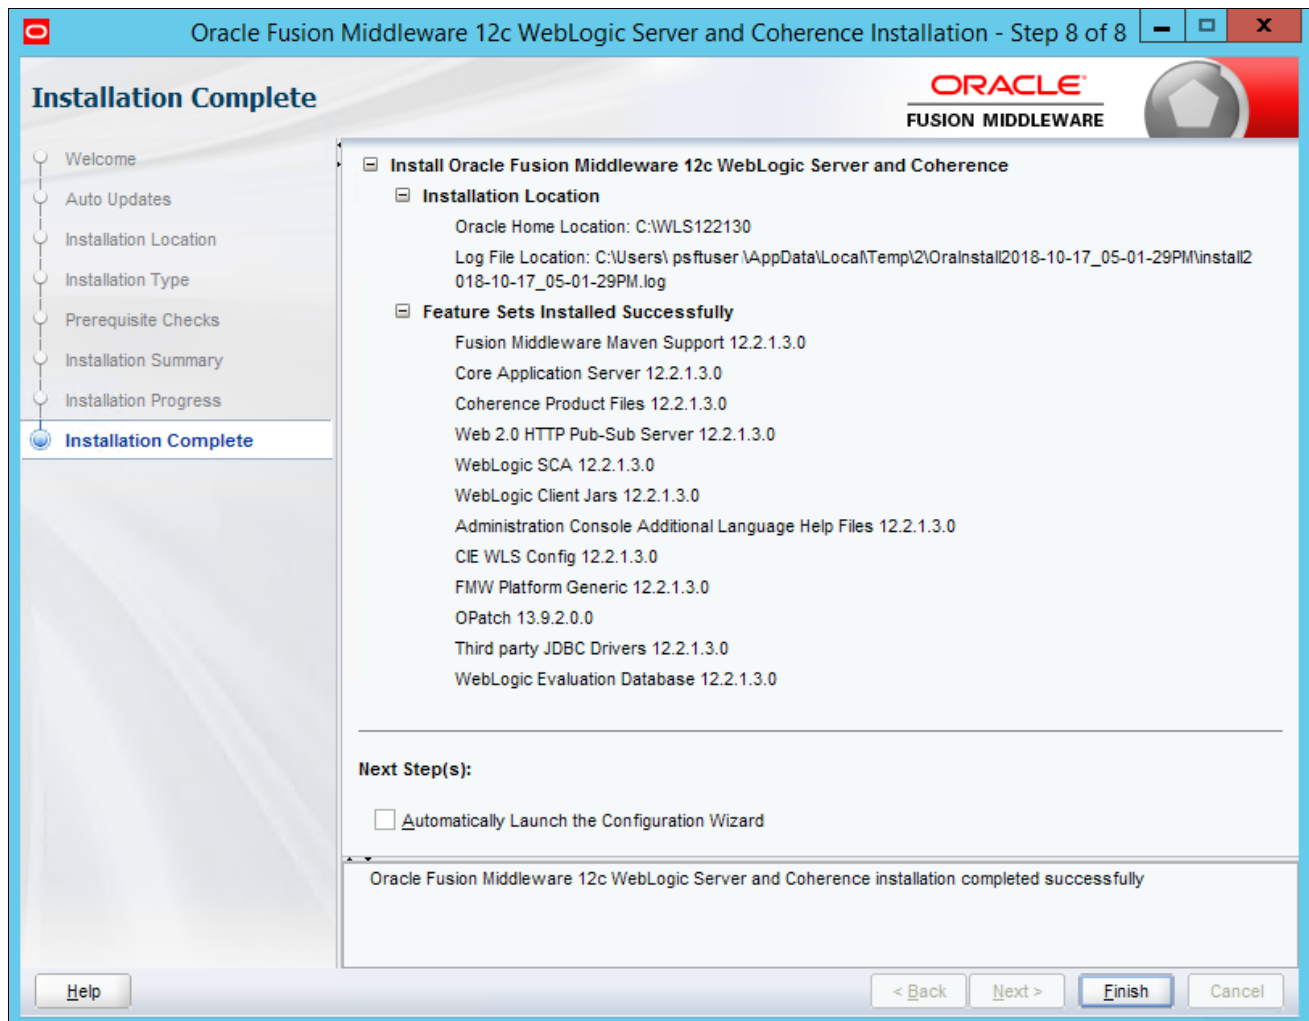 Oracle Fusion Middleware 12c WebLogic Server and Coherence Installation - Step 8 of 8
Installation Complete
ORACLE
FUSION MIDDLEWARE
Welcome
Auto Updates
Installation Location
Installation Type
Prerequisite Checks
Installation Summary
Installation Progress
Installation Complete
Install Oracle Fusion Middleware 12c WebLogic Server and Coherence
Installation Location
Oracle Home Location: C:\WLS122130
Log File Location: C:\Users\ psftuser \AppData\Local\Temp\2\OraInstall2018-10-17_05-01-29PM\install2
018-10-17_05-01-29PM.log
Feature Sets Installed Successfully
Fusion Middleware Maven Support 12.2.1.3.0
Core Application Server 12.2.1.3.0
Coherence Product Files 12.2.1.3.0
Web 2.0 HTTP Pub-Sub Server 12.2.1.3.0
WebLogic SCA 12.2.1.3.0
WebLogic Client Jars 12.2.1.3.0
Administration Console Additional Language Help Files 12.2.1.3.0
CIE WLS Config 12.2.1.3.0
FMW Platform Generic 12.2.1.3.0
OPatch 13.9.2.0.0
Third party JDBC Drivers 12.2.1.3.0
WebLogic Evaluation Database 12.2.1.3.0
Next Step(s):
Automatically Launch the Configuration Wizard
Oracle Fusion Middleware 12c WebLogic Server and Coherence installation completed successfully
Help
< Back
Next >
Finish
Cancel